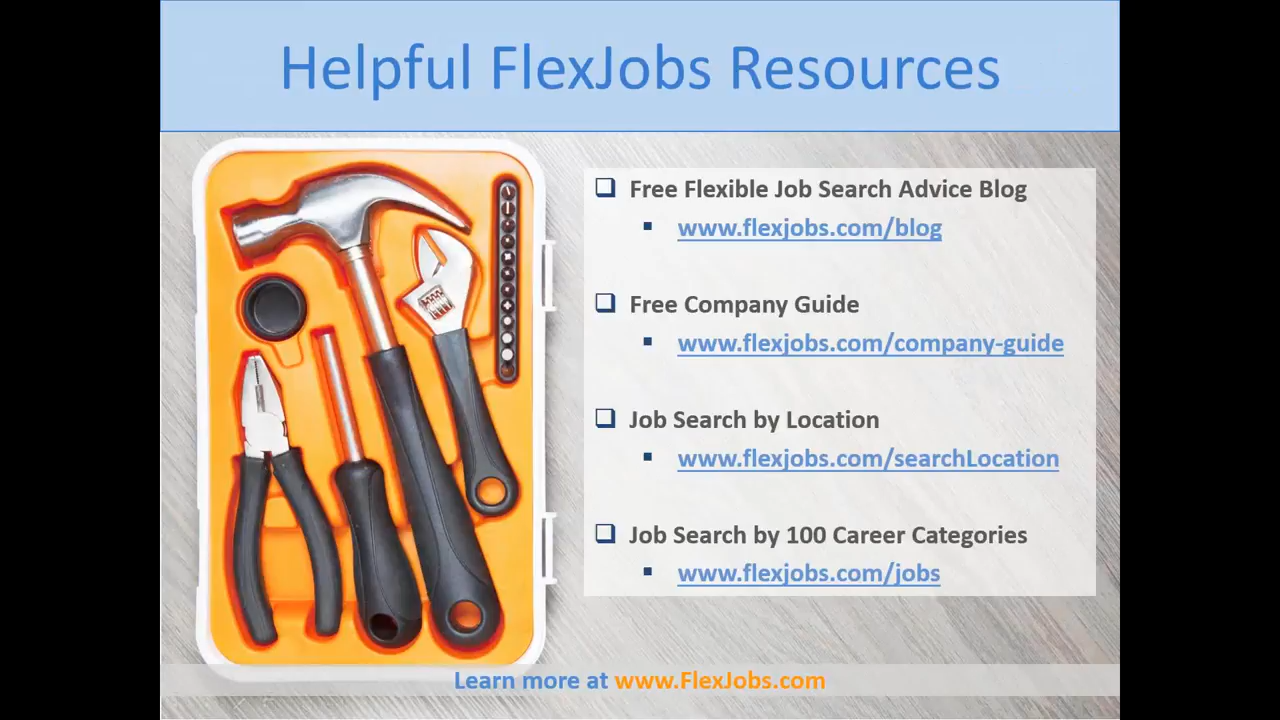 Helpful FlexJobs Resources
Free Flexible Job Search Advice Blog
www.flexjobs.com/blog
Free Company Guide
www.flexjobs.com/company-guide
Job Search by Location
www.flexjobs.com/searchLocation
Job Search by 100 Career Categories
www.flexjobs.com/jobs
Learn more at www.FlexJobs.com